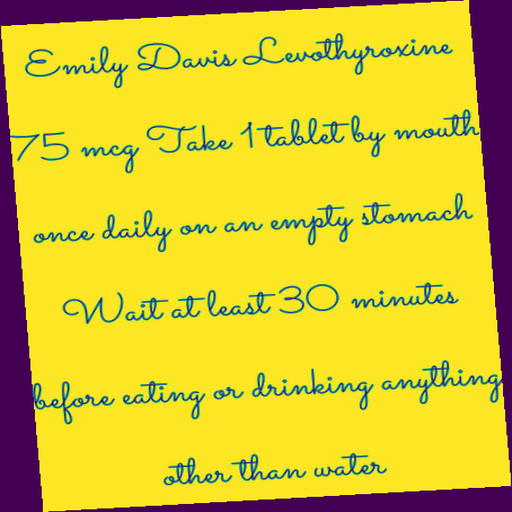 Emily Davis Levothyroxine
75 mcg Take 1 tablet by mouth
once daily on an empty stomach
Wait at least 30 minutes
before eating or drinking anything
other than water